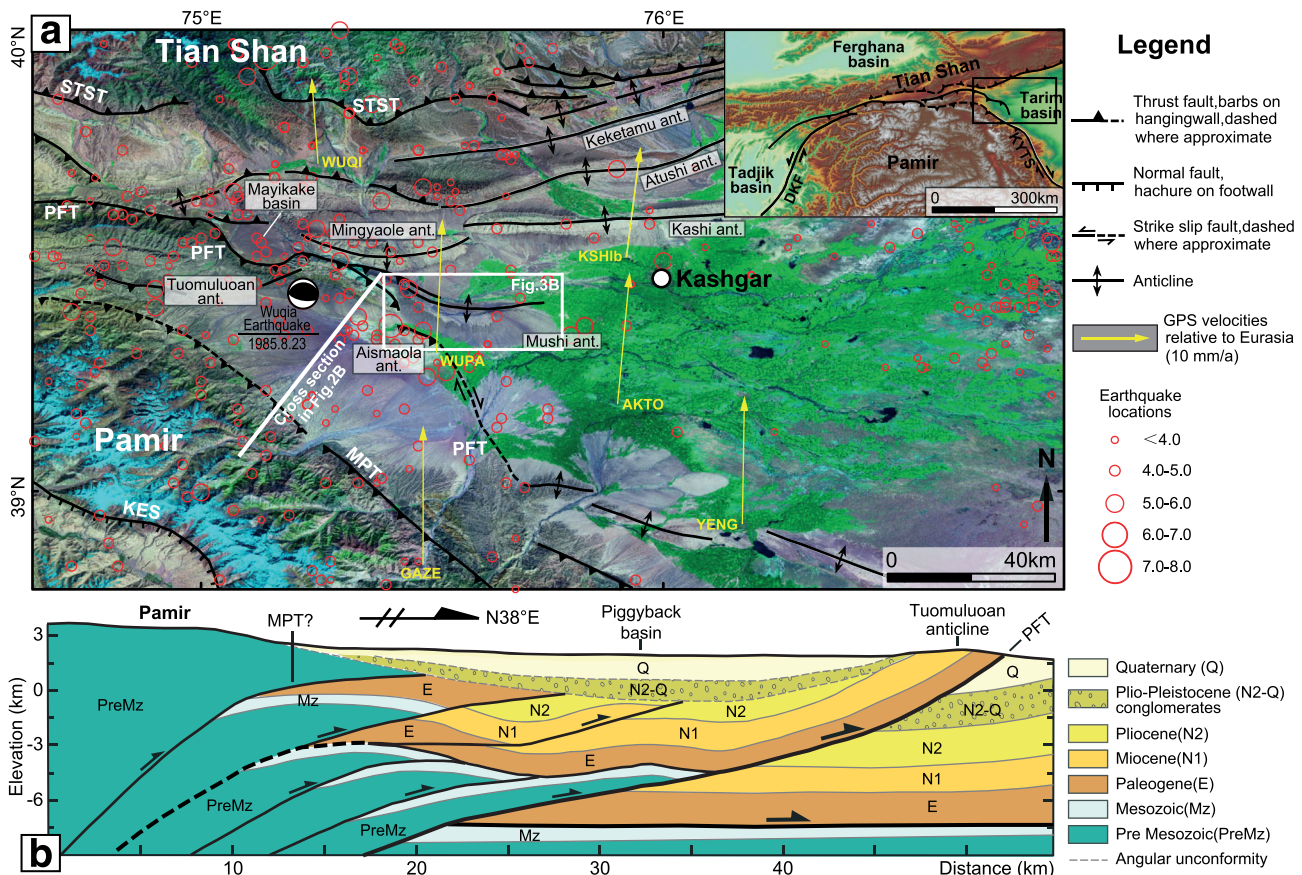 75°E
76°E
a
40°N
39°N
Tian Shan
STST
STST
WUQI
Keketamu ant.
Atushi ant.
Mayikake
basin
PFT
PFT
Mingyaole ant.
Kashi ant.
KSHIb
Kashgar
Tuomuluoan
ant.
Fig.3B
Wuqia
Earthquake
1985.8.23
Mushi ant.
Aismaola
ant.
WUPA
Cross section
in Fig.2B
AKTO
Pamir
PFT
MPT
KES
YENG
GAZE
N
0 40km
Ferghana
basin
Tian Shan
Tarim
basin
Tadjik
basin
DKF
Pamir
KYTS
0 300km
Legend
Thrust fault,barbs on
hangingwall,dashed
where approximate
Normal fault,
hachure on footwall
Strike slip fault,dashed
where approximate
Anticline
GPS velocities
relative to Eurasia
(10 mm/a)
Earthquake
locations
<4.0
4.0-5.0
5.0-6.0
6.0-7.0
7.0-8.0
Pamir
MPT?
N38°E
Piggyback
basin
Tuomuluoan
anticline
PFT
3
0
-3
-6
Elevation (km)
PreMz
Mz
E
Q
N2-Q
N2
N2
E
N1
N1
E
PreMz
PreMz
Mz
Q
N2-Q
N2
N1
E
b
10
20
30
40
Distance (km)
Quaternary (Q)
Plio-Pleistocene (N2-Q)
conglomerates
Pliocene(N2)
Miocene(N1)
Paleogene(E)
Mesozoic(Mz)
Pre Mesozoic(PreMz)
Angular unconformity